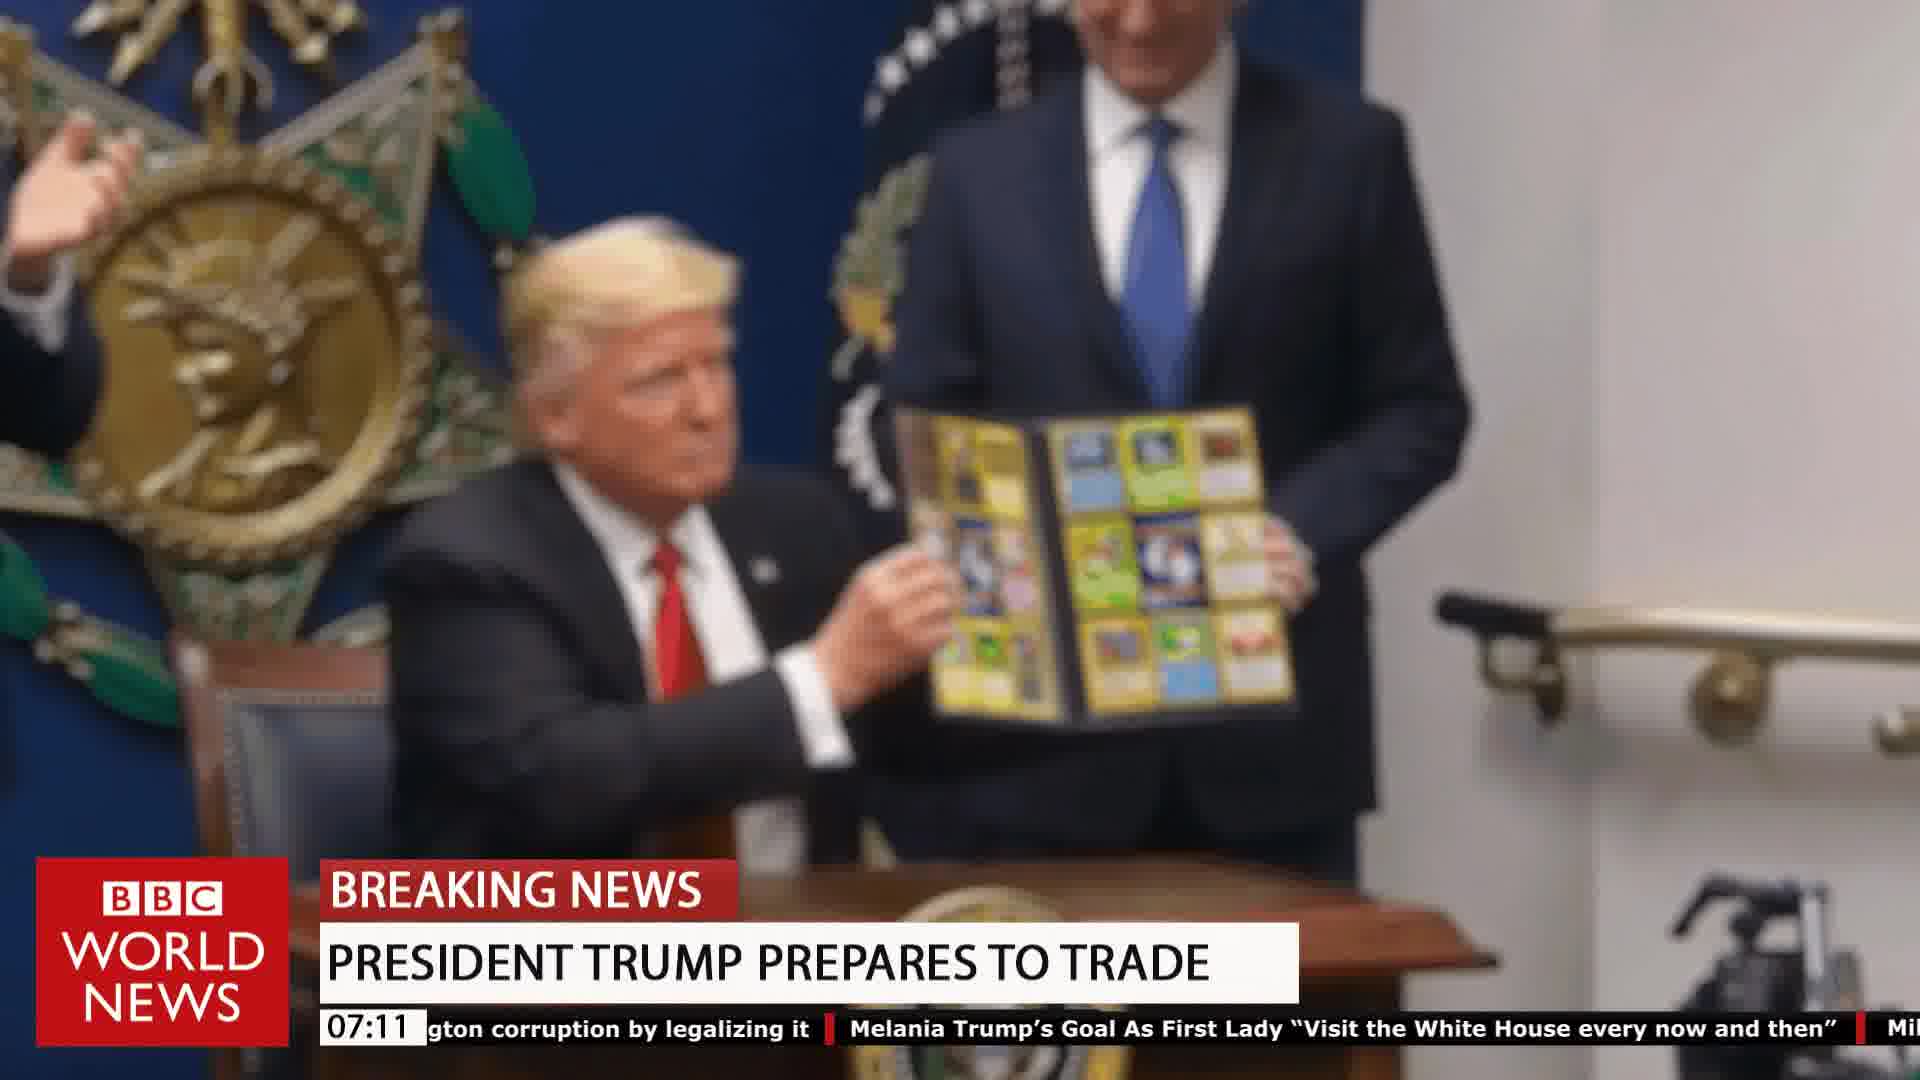 BREAKING NEWS
BBC
WORLD
NEWS
PRESIDENT TRUMP PREPARES TO TRADE
07:11 gton corruption by legalizing it | Melania Trump’s Goal As First Lady “Visit the White House every now and then” | Mil